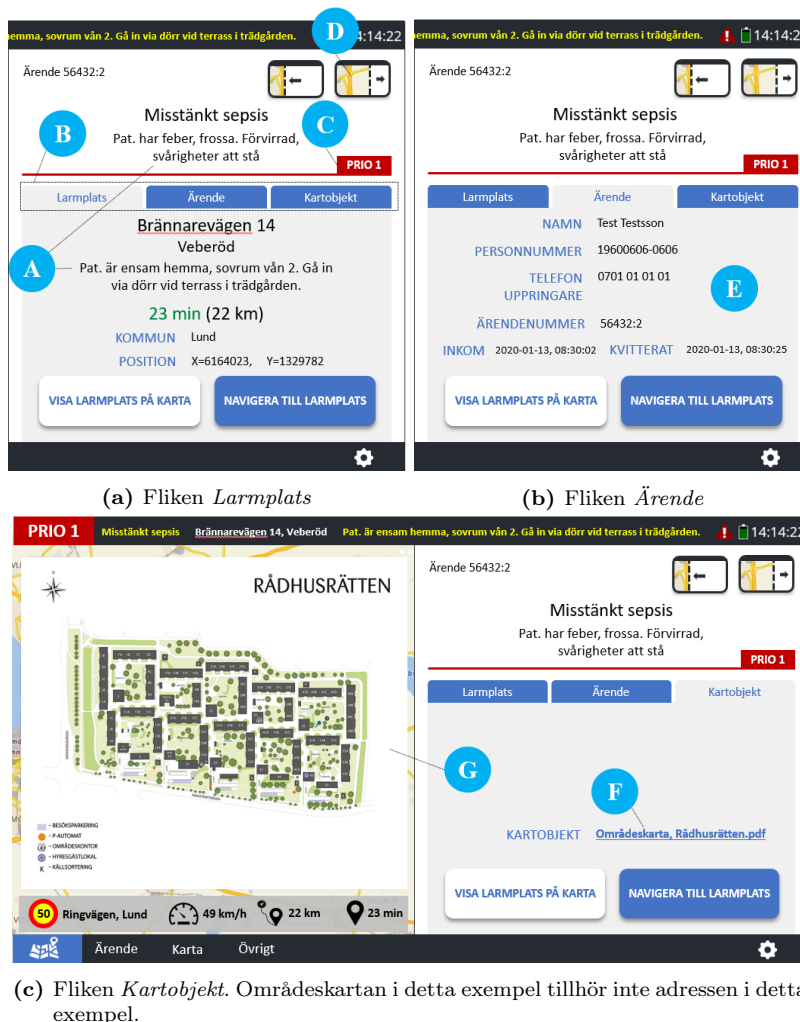 hemma, sovrum vån 2. Gå in via dörr vid terrass i trädgården.
D
4:14:22
Ärende 56432:2
Misstänkt sepsis
B
C
Pat. har feber, frossa. Förvirrad,
svårigheter att stå
PRIO 1
Larmplats
Ärende
Kartobjekt
Brännarevägen 14
Veberöd
A
Pat. är ensam hemma, sovrum vån 2. Gå in
via dörr vid terrass i trädgården.
23 min (22 km)
KOMMUN Lund
POSITION X=6164023, Y=1329782
VISA LARMPLATS PÅ KARTA
NAVIGERA TILL LARMPLATS
(a) Fliken Larmplats
emma, sovrum vån 2. Gå in via dörr vid terrass i trädgården.
14:14:2
Ärende 56432:2
Misstänkt sepsis
Pat. har feber, frossa. Förvirrad,
svårigheter att stå
PRIO 1
Larmplats
Ärende
Kartobjekt
NAMN Test Testsson
PERSONNUMMER 19600606-0606
TELEFON 0701 01 01 01
UPPRINGARE
E
ÄRENDENUMMER 56432:2
INKOM 2020-01-13, 08:30:02 KVITTERAT 2020-01-13, 08:30:25
VISA LARMPLATS PÅ KARTA
NAVIGERA TILL LARMPLATS
(b) Fliken Ärende
PRIO 1 Misstänkt sepsis Brännarevägen 14, Veberöd Pat. är ensam hemma, sovrum vån 2. Gå in via dörr vid terrass i trädgården. 14:14:22
RÅDHUSRÄTTEN
- BESÖKSPARKERING
- P-AUTOMAT
- OMRÅDESKONTOR
- HYRESGÄSTLOKAL
K - KÄLLSORTERING
50 Ringvägen, Lund 49 km/h 22 km 23 min
Ärende Karta Övrigt
Ärende 56432:2
Misstänkt sepsis
Pat. har feber, frossa. Förvirrad,
svårigheter att stå
PRIO 1
Larmplats
Ärende
Kartobjekt
G
F
KARTOBJEKT Områdeskarta, Rådhusrätten.pdf
VISA LARMPLATS PÅ KARTA
NAVIGERA TILL LARMPLATS
(c) Fliken Kartobjekt. Områdeskartan i detta exempel tillhör inte adressen i detta
exempel.